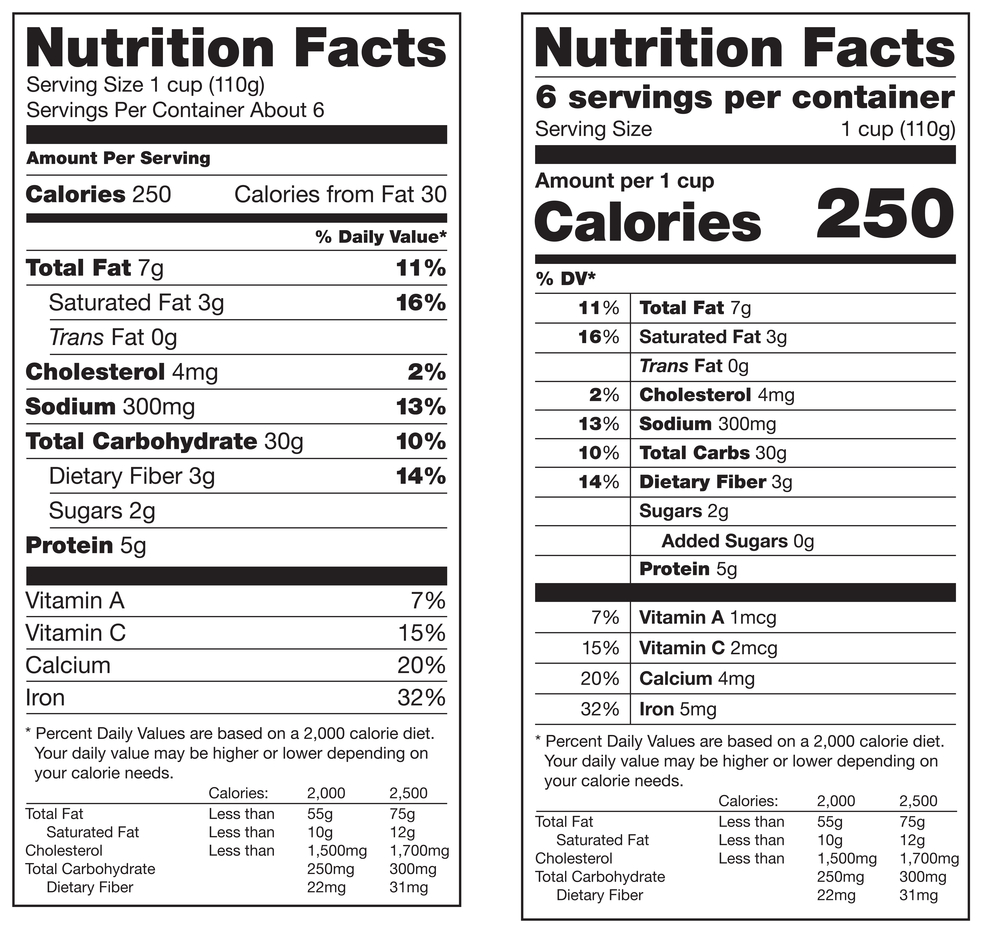 Nutrition Facts
Serving Size 1 cup (110g)
Servings Per Container About 6
Amount Per Serving
Calories 250 Calories from Fat 30
% Daily Value*
Total Fat 7g 11%
Saturated Fat 3g 16%
Trans Fat 0g
Cholesterol 4mg 2%
Sodium 300mg 13%
Total Carbohydrate 30g 10%
Dietary Fiber 3g 14%
Sugars 2g
Protein 5g
Vitamin A 7%
Vitamin C 15%
Calcium 20%
Iron 32%
* Percent Daily Values are based on a 2,000 calorie diet.
Your daily value may be higher or lower depending on
your calorie needs.
Calories: 2,000 2,500
Total Fat Less than 55g 75g
Saturated Fat Less than 10g 12g
Cholesterol Less than 1,500mg 1,700mg
Total Carbohydrate 250mg 300mg
Dietary Fiber 22mg 31mg
Nutrition Facts
6 servings per container
Serving Size 1 cup (110g)
Amount per 1 cup
Calories 250
% DV*
11% Total Fat 7g
16% Saturated Fat 3g
Trans Fat 0g
2% Cholesterol 4mg
13% Sodium 300mg
10% Total Carbs 30g
14% Dietary Fiber 3g
Sugars 2g
Added Sugars 0g
Protein 5g
7% Vitamin A 1mcg
15% Vitamin C 2mcg
20% Calcium 4mg
32% Iron 5mg
* Percent Daily Values are based on a 2,000 calorie diet.
Your daily value may be higher or lower depending on
your calorie needs.
Calories: 2,000 2,500
Total Fat Less than 55g 75g
Saturated Fat Less than 10g 12g
Cholesterol Less than 1,500mg 1,700mg
Total Carbohydrate 250mg 300mg
Dietary Fiber 22mg 31mg